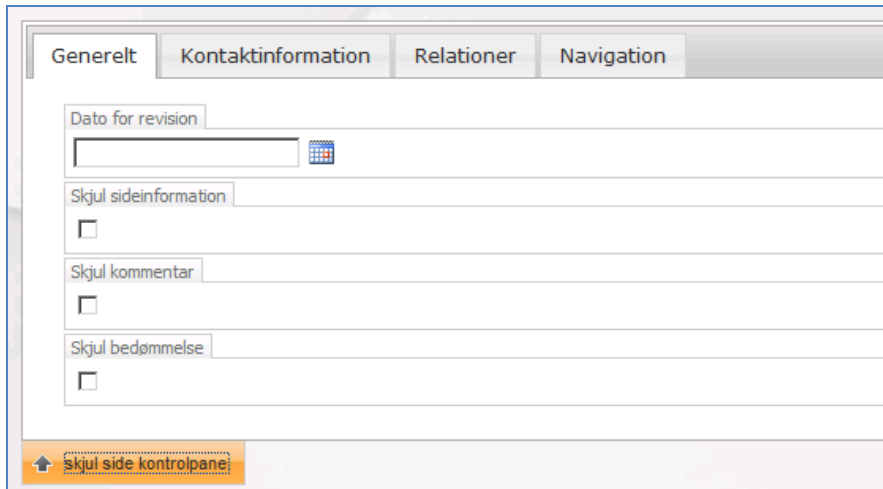 Generelt Kontaktinformation Relationer Navigation
Dato for revision
Skjul sideinformation
Skjul kommentar
Skjul bedømmelse
skjul side kontrolpane